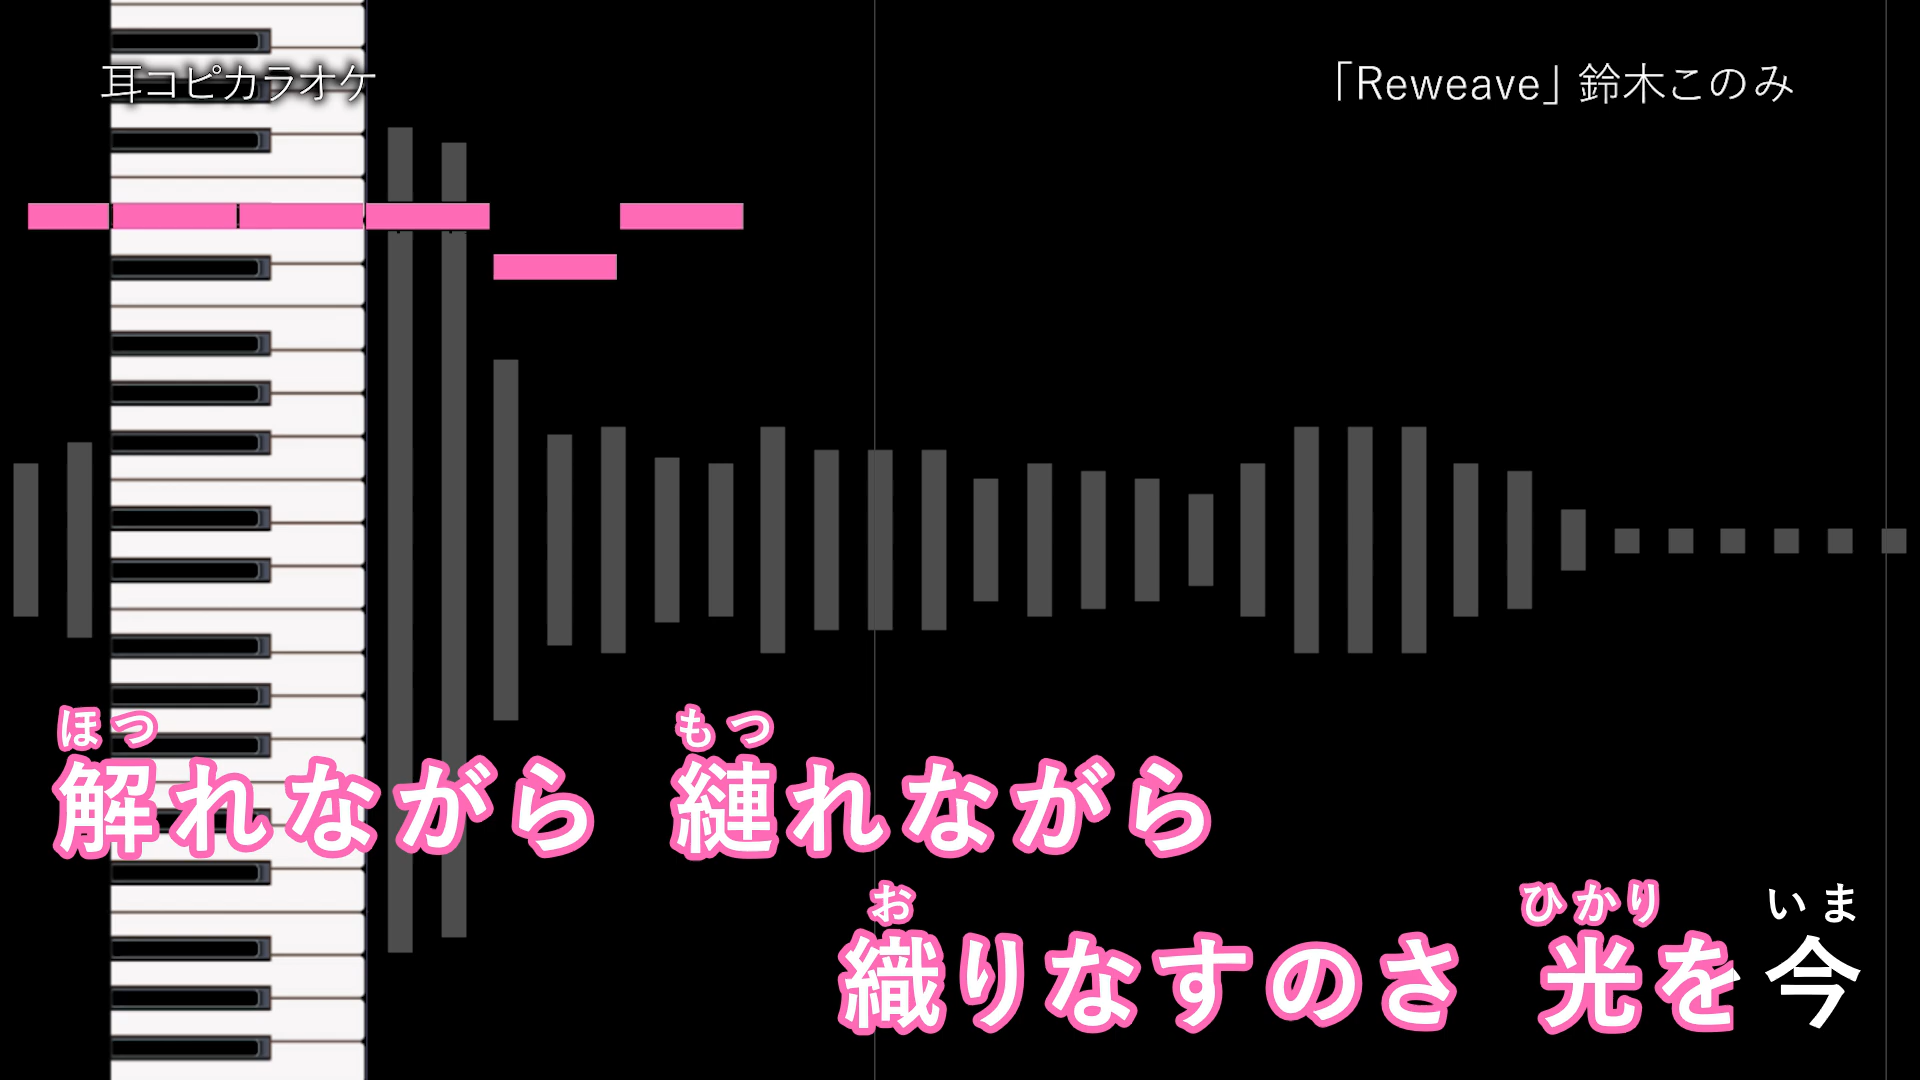 耳コピカラオケ
「Reweave」鈴木このみ
ほつ もつ
解れながら 縺れながら
お ひかり いま
織りなすのさ 光を今